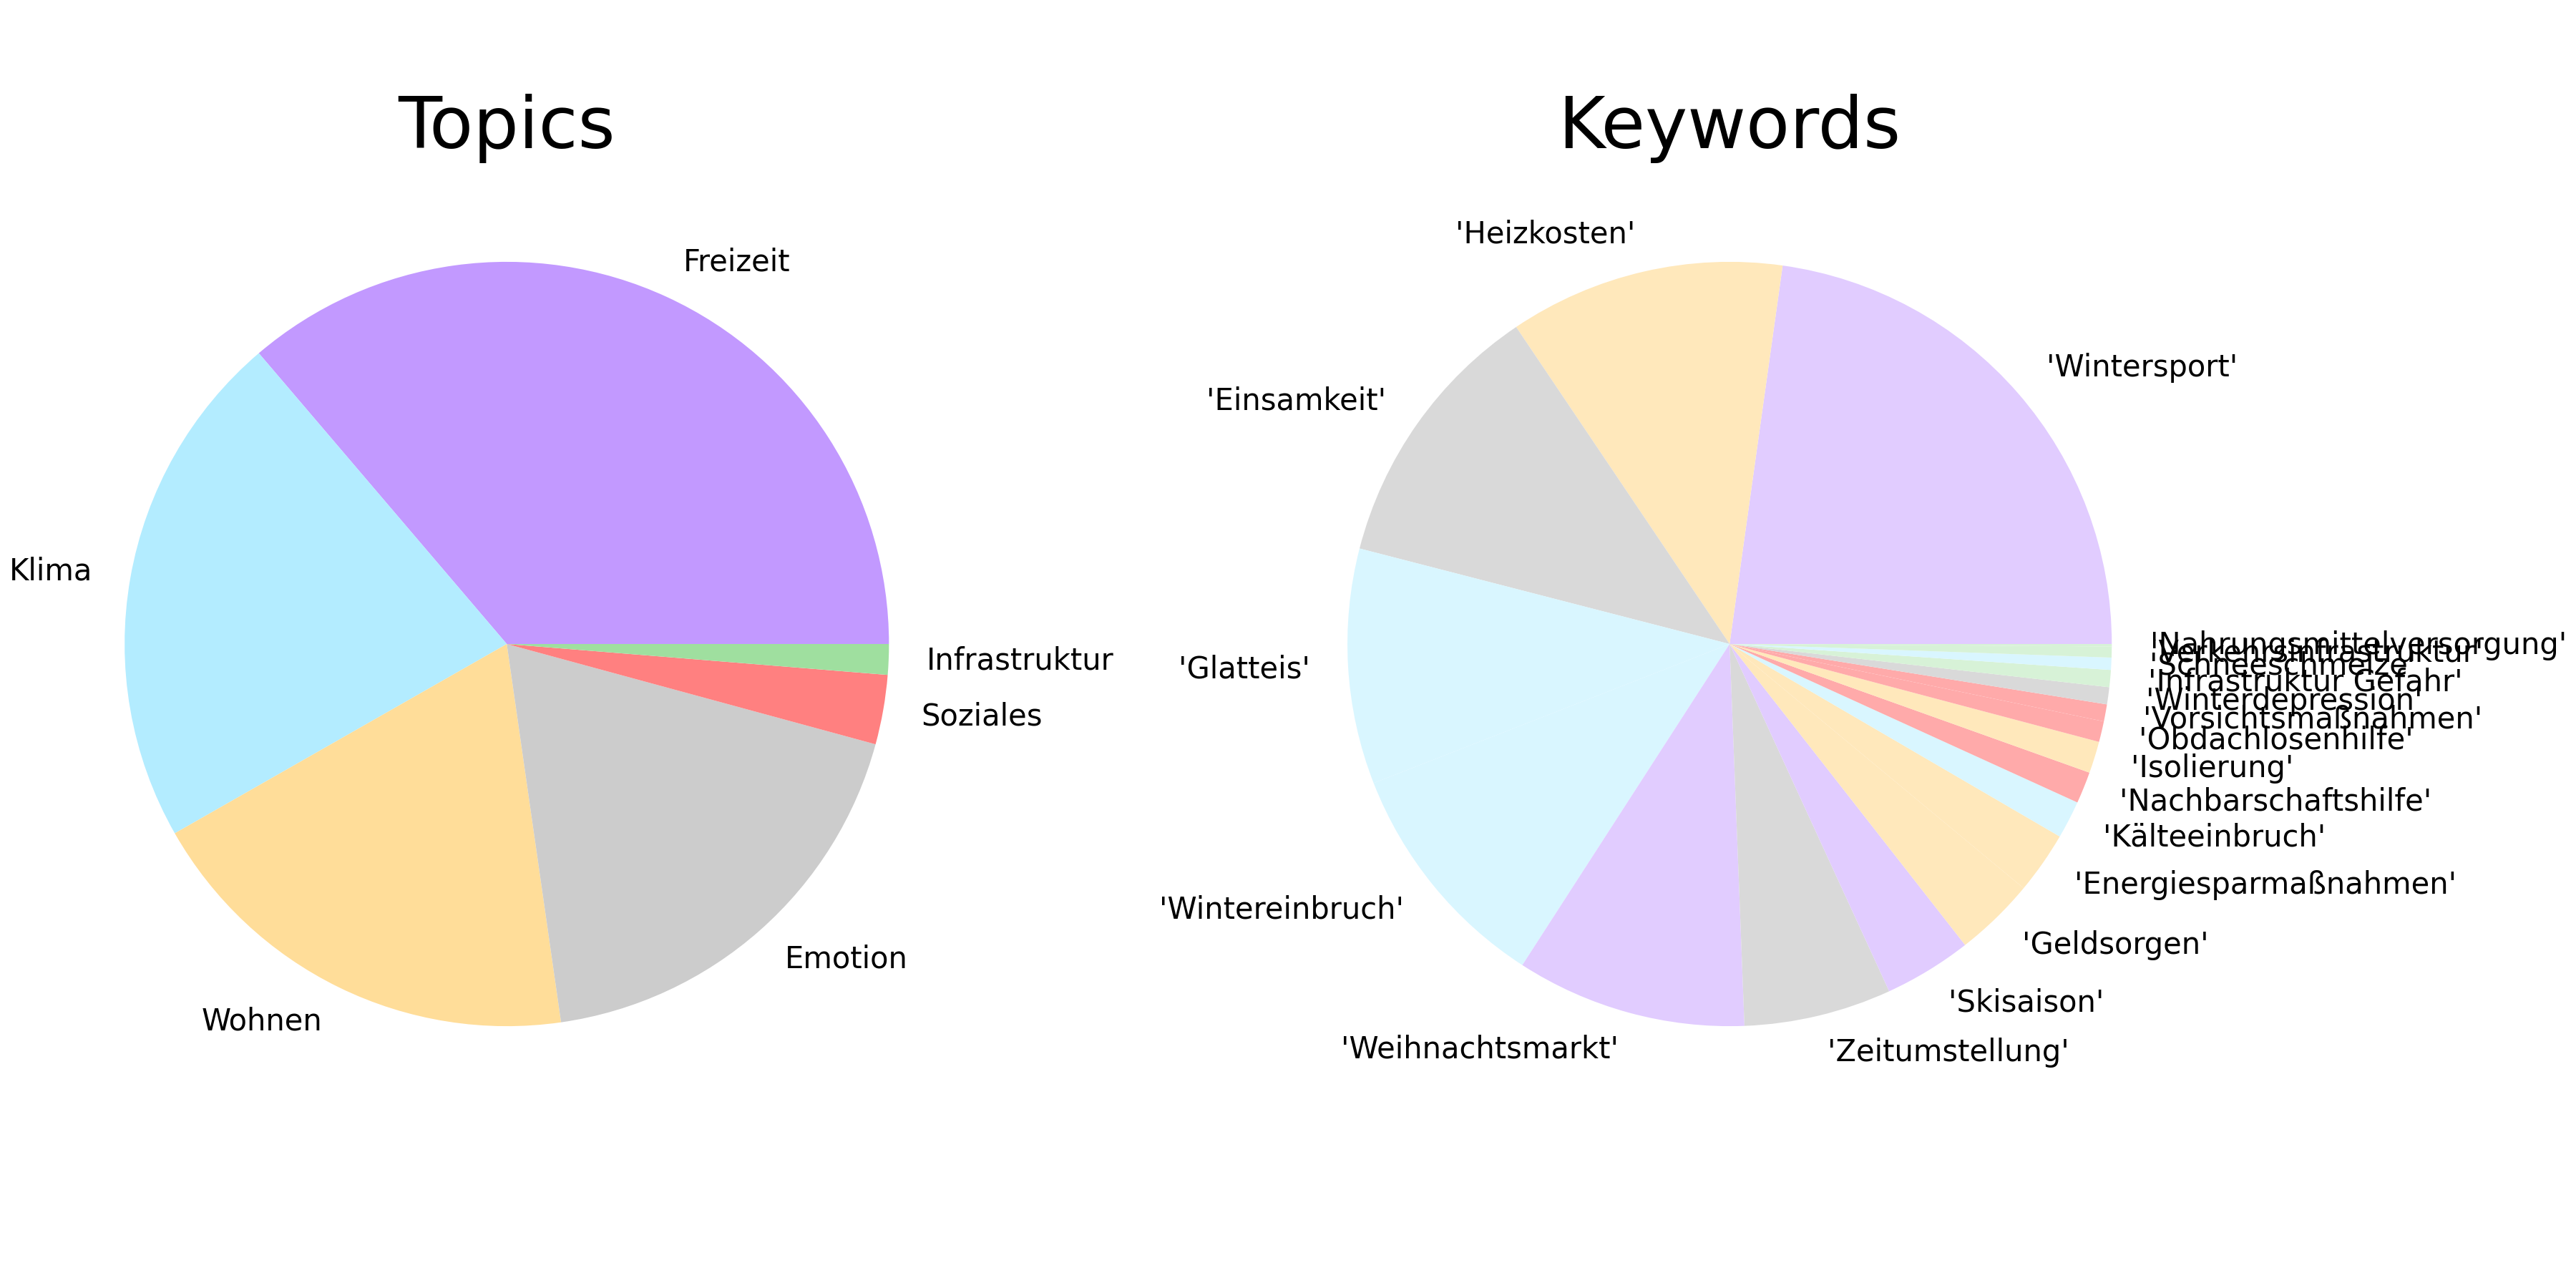 Topics
Freizeit
Klima
Wohnen
Emotion
Soziales
Infrastruktur
Keywords
'Wintersport'
'Heizkosten'
'Einsamkeit'
'Glatteis'
'Wintereinbruch'
'Weihnachtsmarkt'
'Zeitumstellung'
'Skisaison'
'Geldsorgen'
'Energiesparmaßnahmen'
'Kälteeinbruch'
'Nachbarschaftshilfe'
'Isolierung'
'Obdachlosenhilfe'
'Vorsichtsmaßnahmen'
'Winterdepression'
'Infrastruktur Gefahr'
'Schneeschmelze'
'Verkehrsinfrastruktur'
'Nahrungsmittelversorgung'